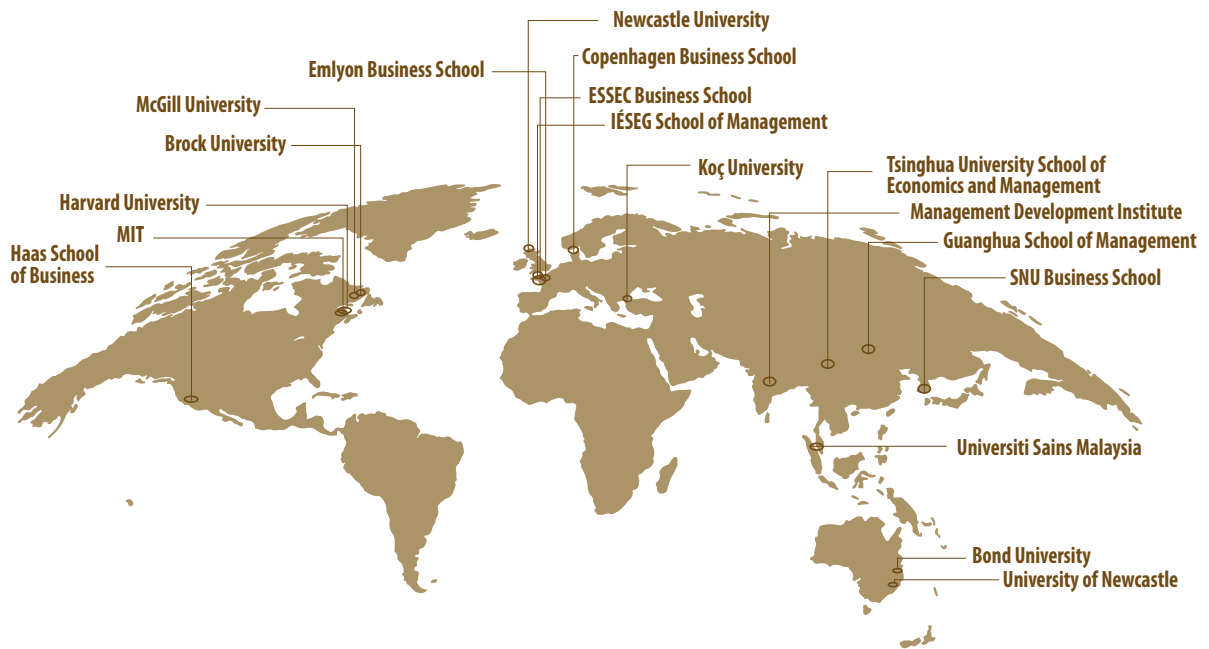 Newcastle University
Copenhagen Business School
Emlyon Business School
ESSEC Business School
McGill University
IÉSEG School of Management
Brock University
Koç University
Tsinghua University School of
Economics and Management
Harvard University
Management Development Institute
MIT
Guanghua School of Management
Haas School
of Business
SNU Business School
Universiti Sains Malaysia
Bond University
University of Newcastle